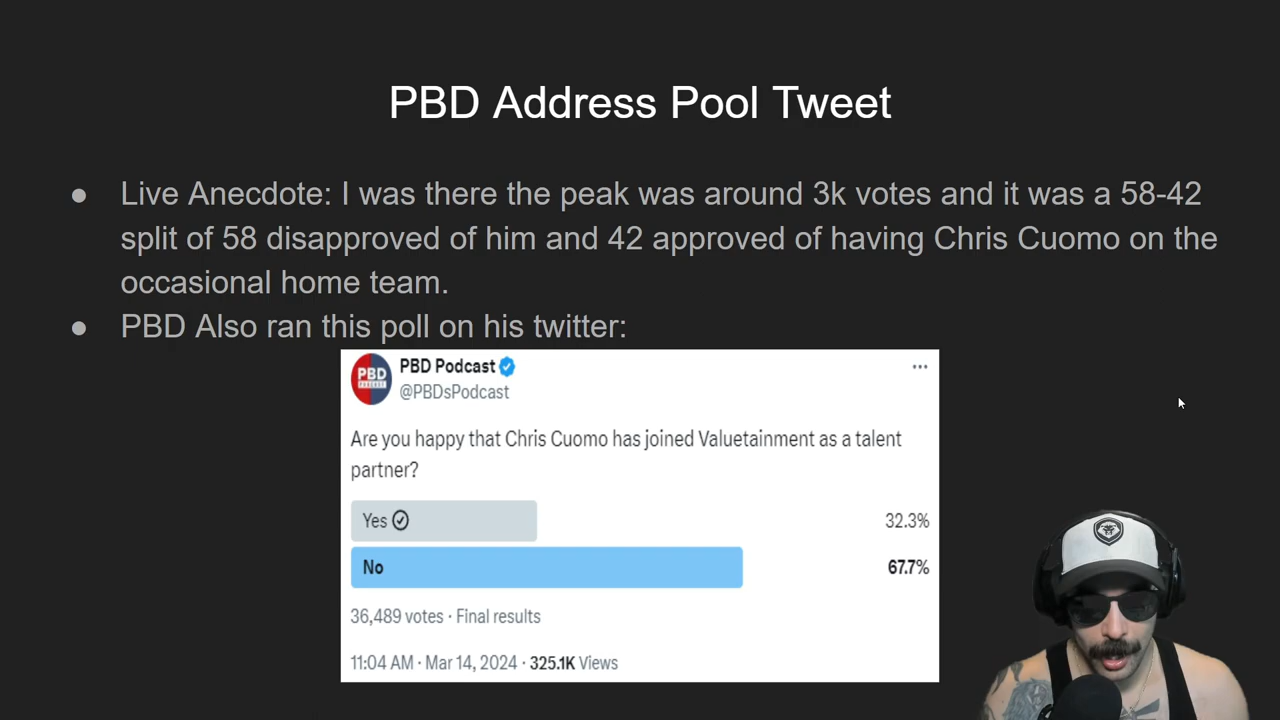 PBD Address Pool Tweet
● Live Anecdote: I was there the peak was around 3k votes and it was a 58-42
split of 58 disapproved of him and 42 approved of having Chris Cuomo on the
occasional home team.
● PBD Also ran this poll on his twitter:
PBD
PODCAST
PBD Podcast
@PBDsPodcast
Are you happy that Chris Cuomo has joined Valuetainment as a talent
partner?
Yes 32.3%
No 67.7%
36,489 votes · Final results
11:04 AM · Mar 14, 2024 · 325.1K Views